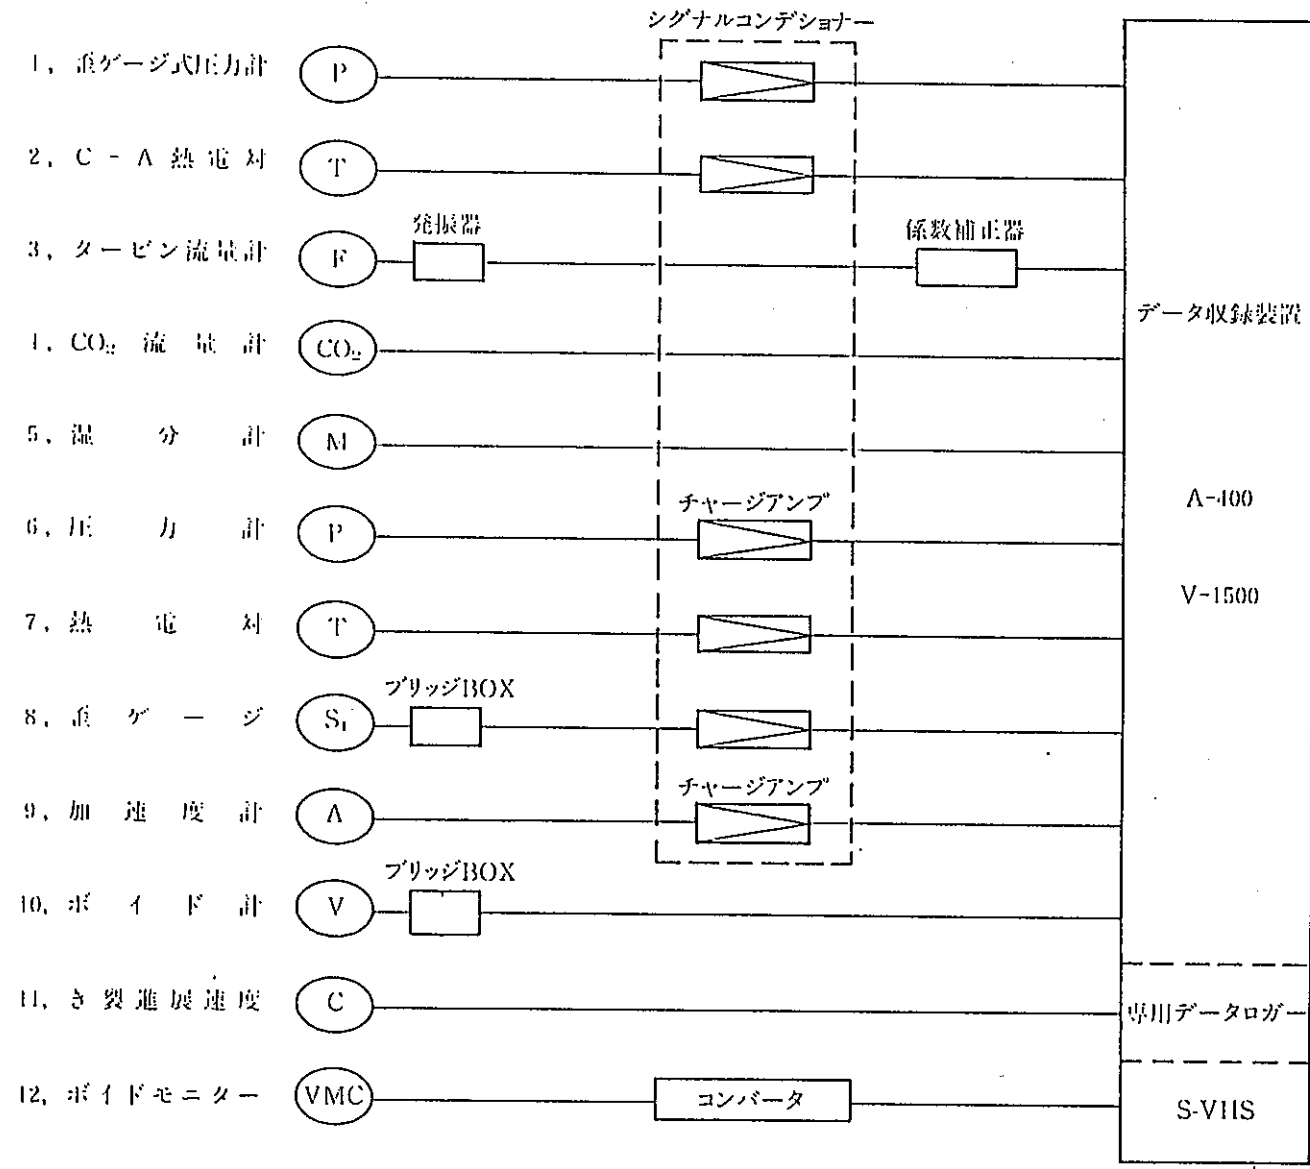 シグナルコンデショナー
1, 歪ゲージ式圧力計 P
2, C-A 熱電対 T
3, タービン流量計 F 発振器 係数補正器
4, CO₂ 流量計 CO₂
データ収録装置
5, 湿分計 M
6, 圧力計 P チャージアンプ
A-400
7, 熱電対 T
V-1500
8, 歪ゲージ ブリッジBOX
9, 加速度計 A チャージアンプ
10, ボイド計 V ブリッジBOX
11, き裂進展速度 C 専用データロガー
12, ボイドモニター VMC コンバータ S-VHS